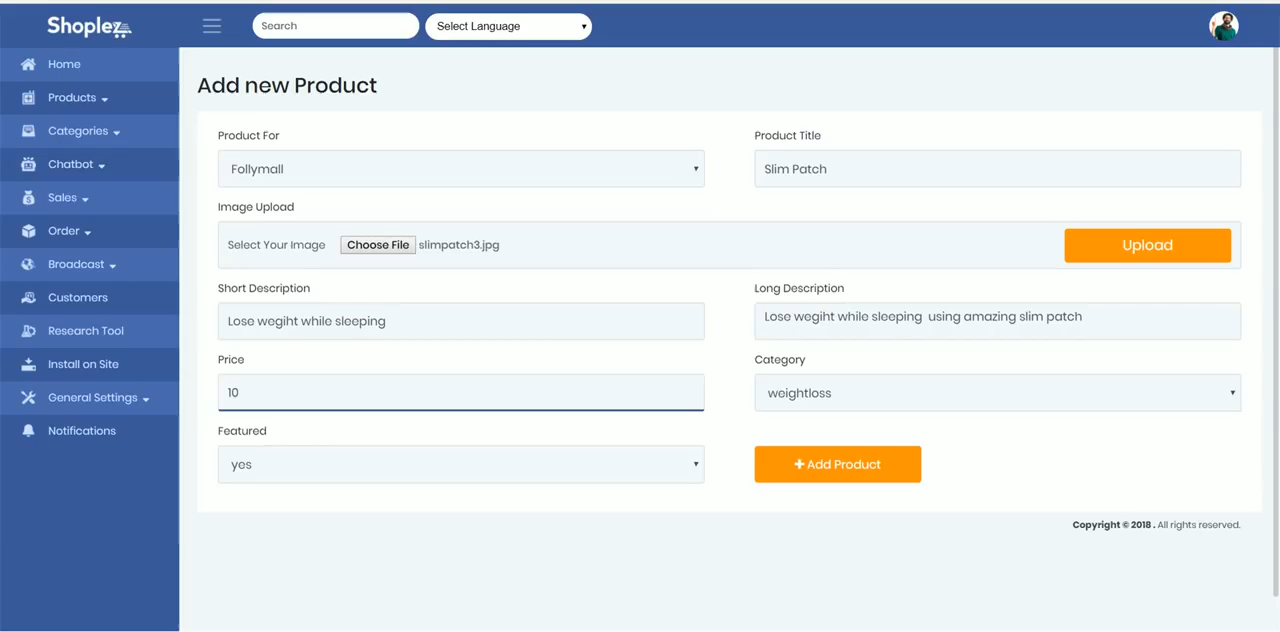 Shoplez
Search
Select Language
Home
Products
Categories
Chatbot
Sales
Order
Broadcast
Customers
Research Tool
Install on Site
General Settings
Notifications
Add new Product
Product For
Product Title
Follymall
Slim Patch
Image Upload
Select Your Image Choose File slimpatch3.jpg
Upload
Short Description
Long Description
Lose wegiht while sleeping
Lose wegiht while sleeping using amazing slim patch
Price
Category
10
weightloss
Featured
yes
+ Add Product
Copyright © 2018 . All rights reserved.